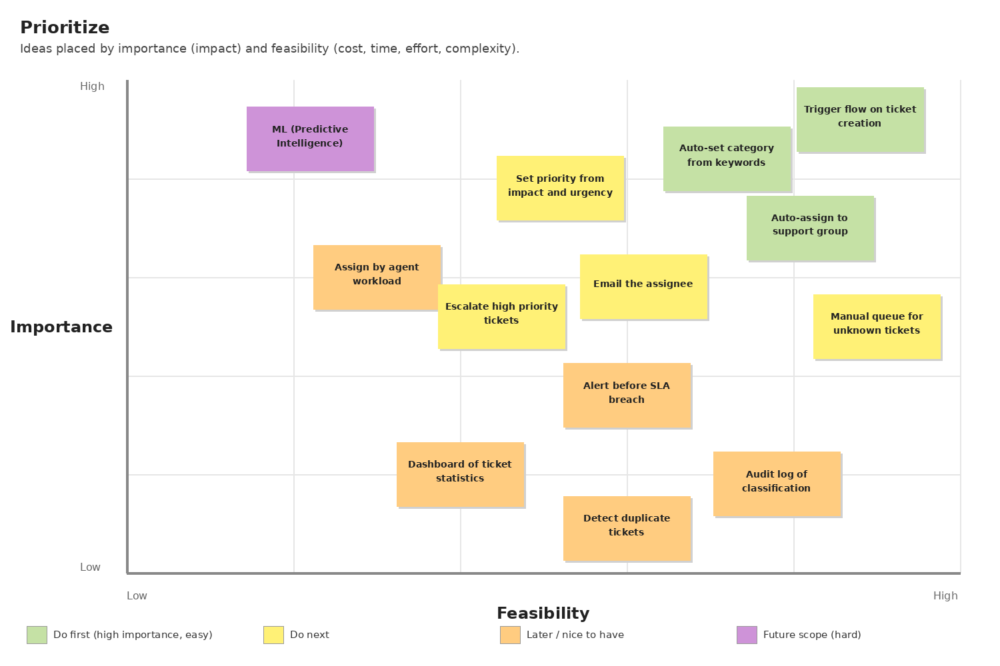 Prioritize
Ideas placed by importance (impact) and feasibility (cost, time, effort, complexity).
High
Trigger flow on ticket
creation
ML (Predictive
Intelligence)
Auto-set category
from keywords
Set priority from
impact and urgency
Auto-assign to
support group
Assign by agent
workload
Email the assignee
Escalate high priority
tickets
Manual queue for
unknown tickets
Importance
Alert before SLA
breach
Dashboard of ticket
statistics
Audit log of
classification
Detect duplicate
tickets
Low
Low
High
Feasibility
Do first (high importance, easy)
Do next
Later / nice to have
Future scope (hard)